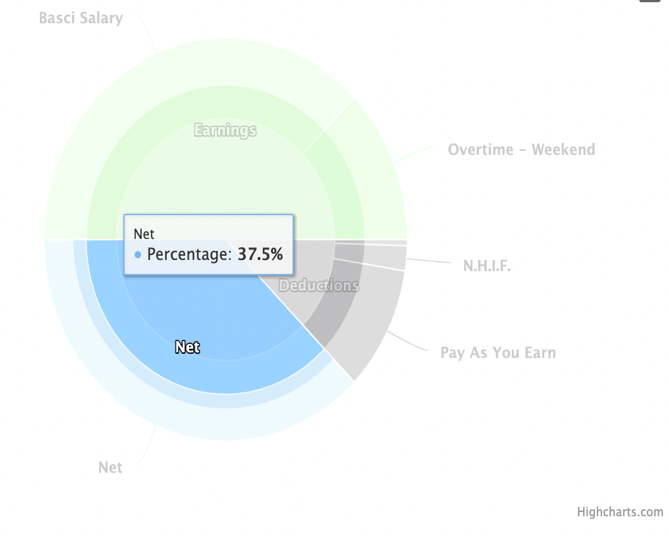 Basci Salary
Earnings
Overtime - Weekend
Net
Percentage: 37.5%
N.H.I.F.
Deductions
Net
Pay As You Earn
Net
Highcharts.com